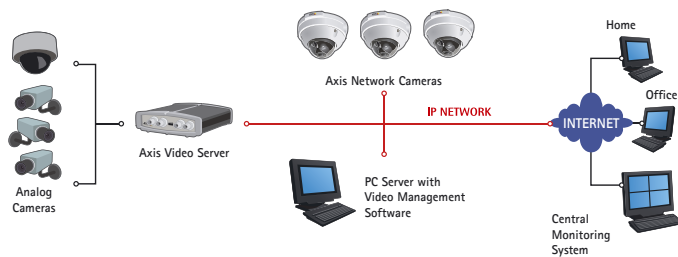 Axis Network Cameras
Home
IP NETWORK
Office
INTERNET
Axis Video Server
Analog
Cameras
PC Server with
Video Management
Software
Central
Monitoring
System